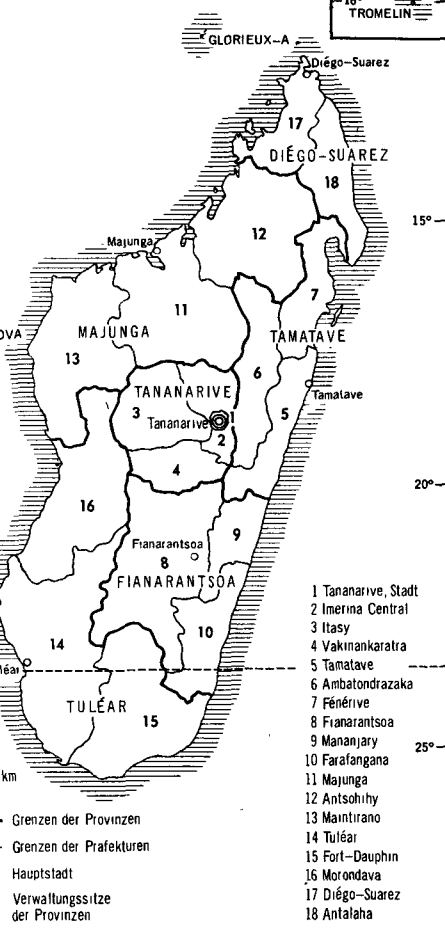 TROMELIN
GLORIEUX-A
Diégo-Suarez
17
DIÉGO-SUAREZ
18
15°
12
Majunga
7
11
MAJUNGA
TAMATAVE
OVA
13
6
TANANARIVE
Tamatave
3
5
Tananarive
1
2
4
20°
16
9
Fianarantsoa
8
FIANARANTSOA
10
14
léar
TULÉAR
15
25°
km
1 Tananarive, Stadt
2 Imerina Central
3 Itasy
4 Vakinankaratra
5 Tamatave
6 Ambatondrazaka
7 Fénérive
8 Fianarantsoa
9 Mananjary
10 Farafangana
11 Majunga
12 Antsohihy
13 Maintirano
14 Tuléar
15 Fort-Dauphin
16 Morondava
17 Diégo-Suarez
18 Antalaha
Grenzen der Provinzen
Grenzen der Präfekturen
Hauptstadt
Verwaltungssitze
der Provinzen